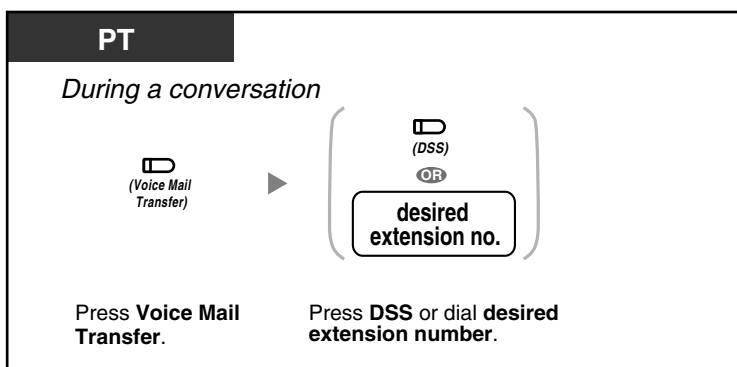 PT
During a conversation
(Voice Mail
Transfer)
(DSS)
OR
desired
extension no.
Press Voice Mail
Transfer.
Press DSS or dial desired
extension number.